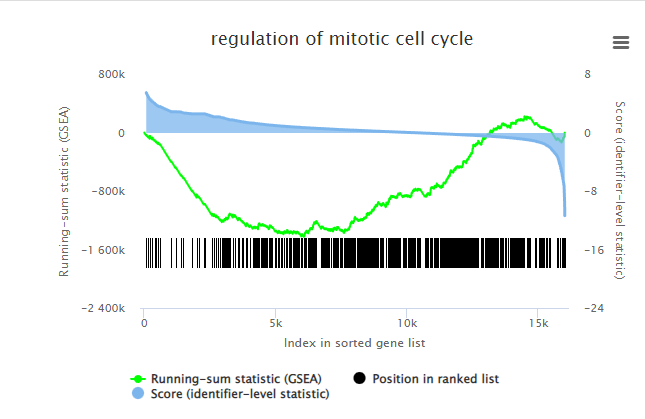 regulation of mitotic cell cycle
800k
0
−800k
−1 600k
−2 400k
Running-sum statistic (GSEA)
8
0
−8
−16
−24
Score (identifier-level statistic)
0
5k
10k
15k
Index in sorted gene list
Running-sum statistic (GSEA)
Position in ranked list
Score (identifier-level statistic)